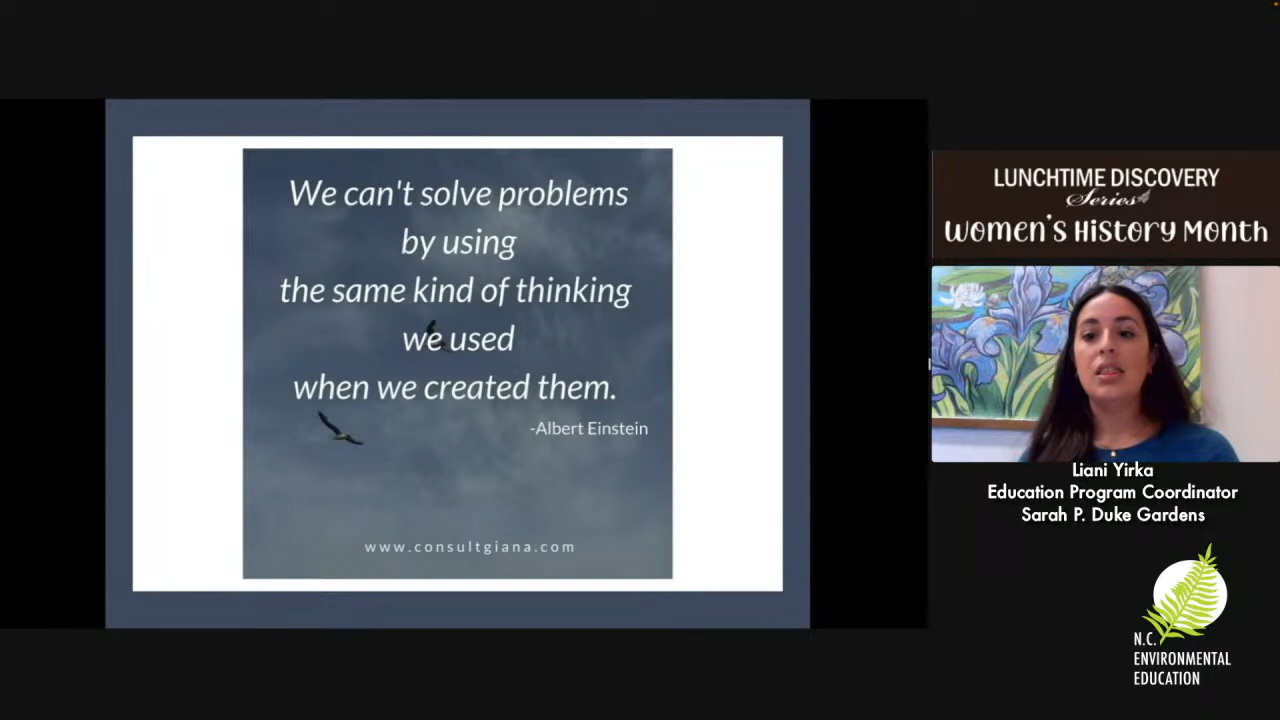 We can't solve problems
by using
the same kind of thinking
we used
when we created them.
-Albert Einstein
www.consultgiana.com
LUNCHTIME DISCOVERY
Series
WOMEN'S HISTORY MONTH
Liani Yirka
Education Program Coordinator
Sarah P. Duke Gardens
N.C.
ENVIRONMENTAL
EDUCATION